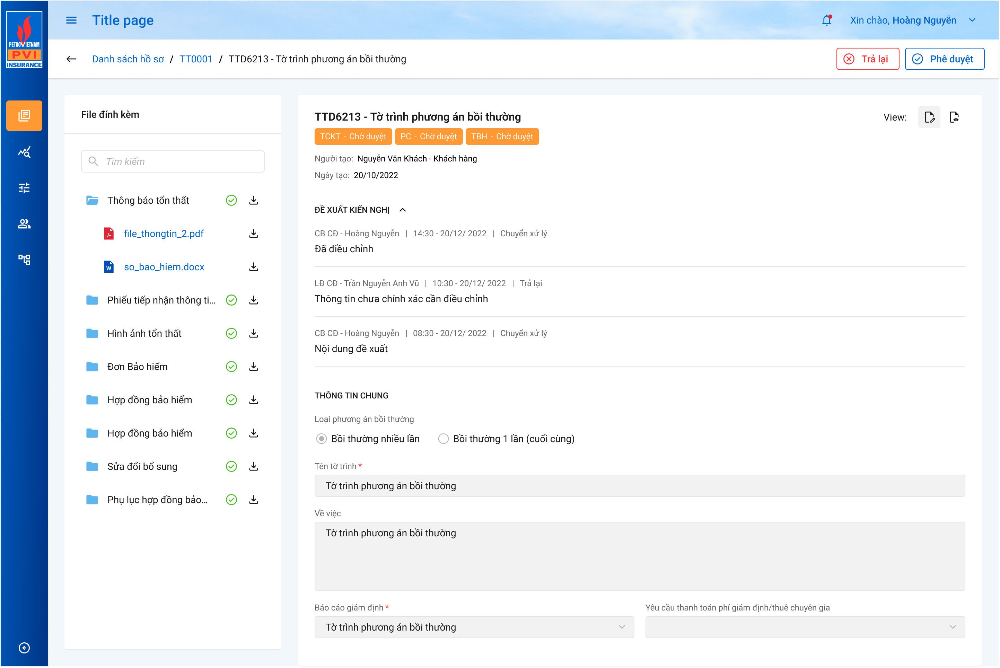 PETROVIETNAM
PVI
INSURANCE
Title page
Xin chào, Hoàng Nguyễn
Danh sách hồ sơ / TT0001 / TTD6213 - Tờ trình phương án bồi thường
Trả lại
Phê duyệt
File đính kèm
Tìm kiếm
Thông báo tổn thất
file_thongtin_2.pdf
so_bao_hiem.docx
Phiếu tiếp nhận thông ti...
Hình ảnh tổn thất
Đơn Bảo hiểm
Hợp đồng bảo hiểm
Hợp đồng bảo hiểm
Sửa đổi bổ sung
Phụ lục hợp đồng bảo...
TTD6213 - Tờ trình phương án bồi thường
View:
TCKT - Chờ duyệt
PC - Chờ duyệt
TBH - Chờ duyệt
Người tạo: Nguyễn Văn Khách - Khách hàng
Ngày tạo: 20/10/2022
ĐỀ XUẤT KIẾN NGHỊ
CB CĐ - Hoàng Nguyễn | 14:30 - 20/12/ 2022 | Chuyển xử lý
Đã điều chỉnh
LĐ CĐ - Trần Nguyễn Anh Vũ | 10:30 - 20/12/ 2022 | Trả lại
Thông tin chưa chính xác cần điều chỉnh
CB CĐ - Hoàng Nguyễn | 08:30 - 20/12/ 2022 | Chuyển xử lý
Nội dung đề xuất
THÔNG TIN CHUNG
Loại phương án bồi thường
Bồi thường nhiều lần
Bồi thường 1 lần (cuối cùng)
Tên tờ trình *
Tờ trình phương án bồi thường
Về việc
Tờ trình phương án bồi thường
Báo cáo giám định *
Tờ trình phương án bồi thường
Yêu cầu thanh toán phí giám định/thuê chuyên gia